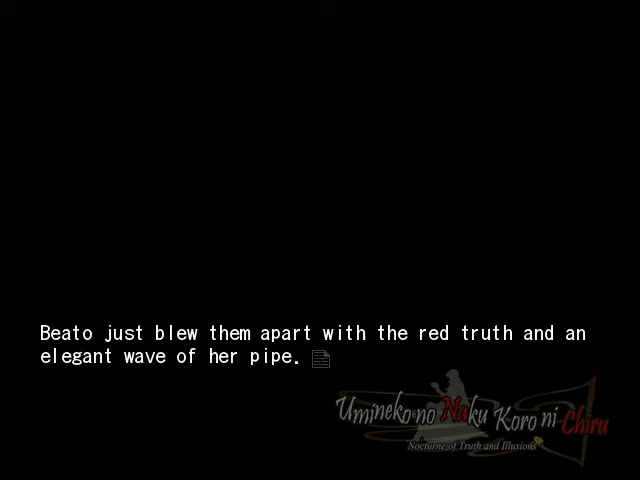 Beato just blew them apart with the red truth and an
elegant wave of her pipe.
Umineko no Naku Koro ni Chiru
Nocturne of Truth and Illusions